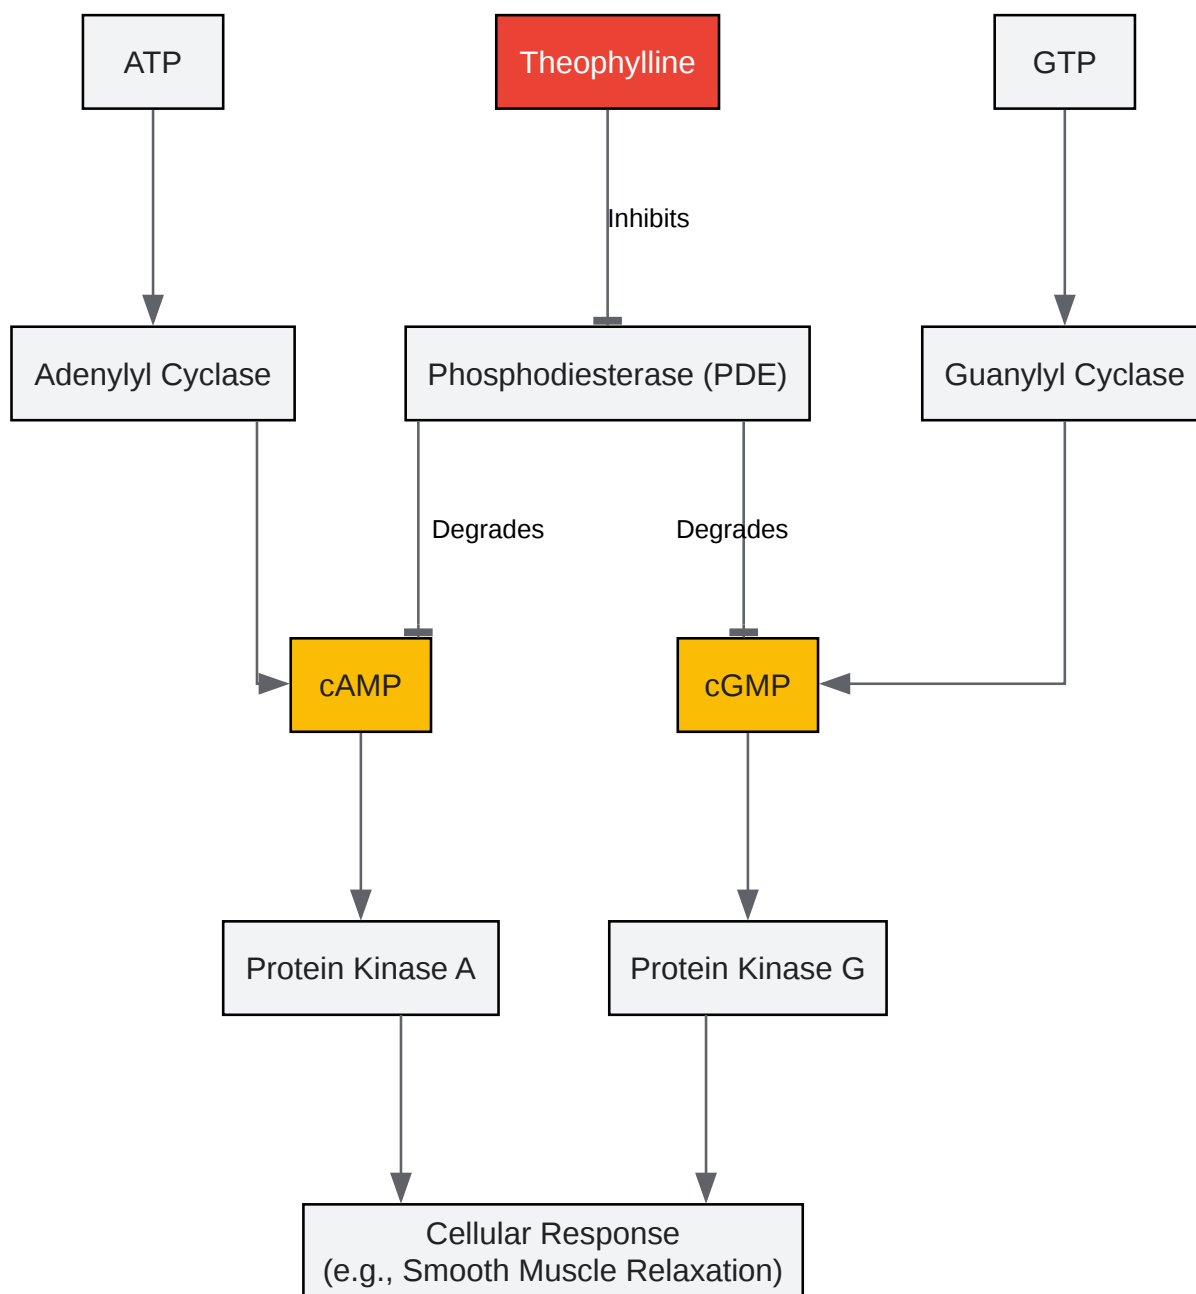 ATP
Theophylline
GTP
Inhibits
Adenylyl Cyclase
Phosphodiesterase (PDE)
Guanylyl Cyclase
Degrades
Degrades
cAMP
cGMP
Protein Kinase A
Protein Kinase G
Cellular Response
(e.g., Smooth Muscle Relaxation)